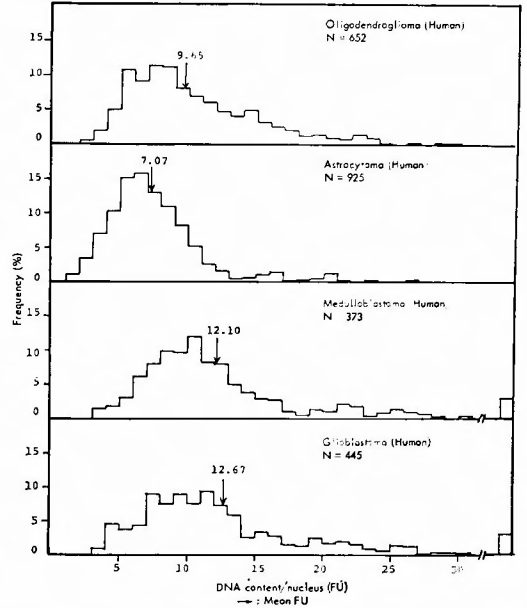 Oligodendroglioma (Human)
N = 652
9.65
15
10
5
0
Astrocytoma (Human)
N = 925
7.07
15
10
5
0
Medulloblastoma Human
N 373
12.10
15
10
5
0
Glioblastoma (Human)
N = 445
12.67
15
10
5
0
Frequency (%)
5 10 15 20 25 30
DNA content/nucleus (FU)
→ : Mean FU